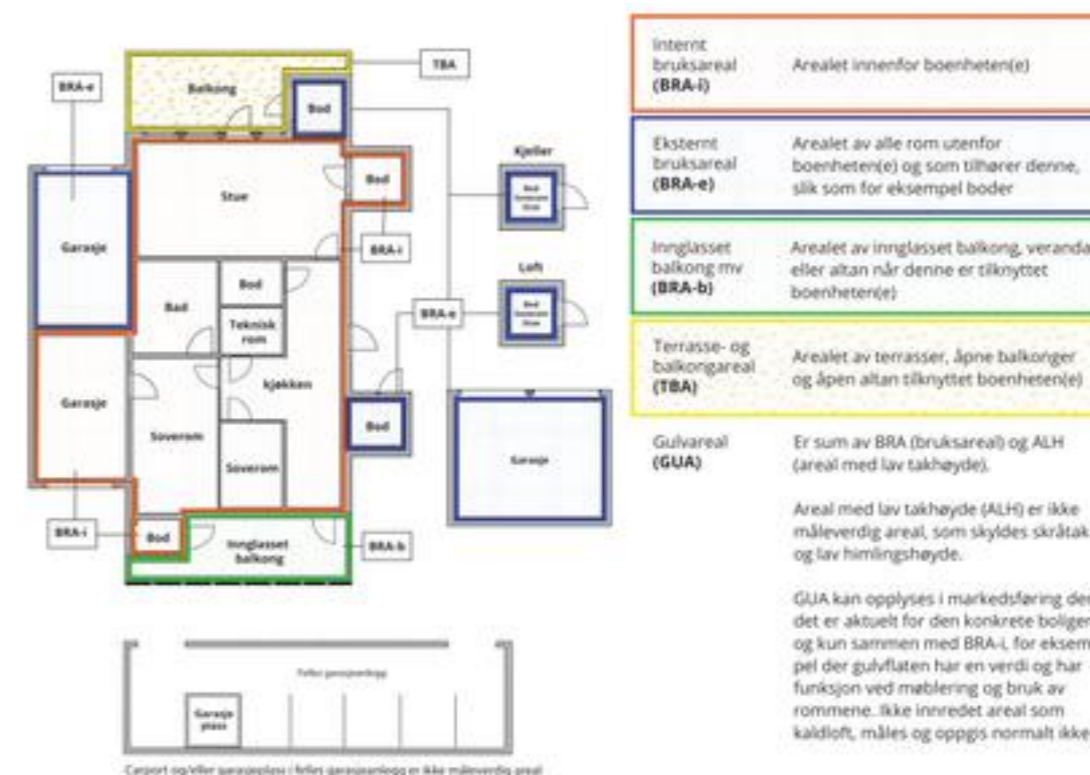 TBA
BRA-e
Balkong
Bod
Kjeller
Stue
Bod
Garasje
BRA-i
Loft
Bad
Bod
Teknisk
rom
BRA-e
Garasje
kjøkken
Soverom
Bod
Soverom
Garasje
BRA-i
Bod
Innglasset
balkong
BRA-b
Felles garasjeanlegg
Garasje
plass
Carport og/eller garasjeplass i felles garasjeanlegg er ikke måleverdig areal
Internt
bruksareal
(BRA-i)
Arealet innenfor boenheten(e)
Eksternt
bruksareal
(BRA-e)
Arealet av alle rom utenfor
boenheten(e) og som tilhører denne,
slik som for eksempel boder
Innglasset
balkong mv
(BRA-b)
Arealet av innglasset balkong, veranda
eller altan når denne er tilknyttet
boenheten(e)
Terrasse- og
balkongareal
(TBA)
Arealet av terrasser, åpne balkonger
og åpen altan tilknyttet boenheten(e)
Gulvareal
(GUA)
Er sum av BRA (bruksareal) og ALH
(areal med lav takhøyde).
Areal med lav takhøyde (ALH) er ikke
måleverdig areal, som skyldes skråtak
og lav himlingshøyde.
GUA kan opplyses i markedsføring der
det er aktuelt for den konkrete boligen
og kun sammen med BRA-i, for eksem
pel der gulvflaten har en verdi og har
funksjon ved møblering og bruk av
rommene. Ikke innredet areal som
kaldloft, måles og oppgis normalt ikke